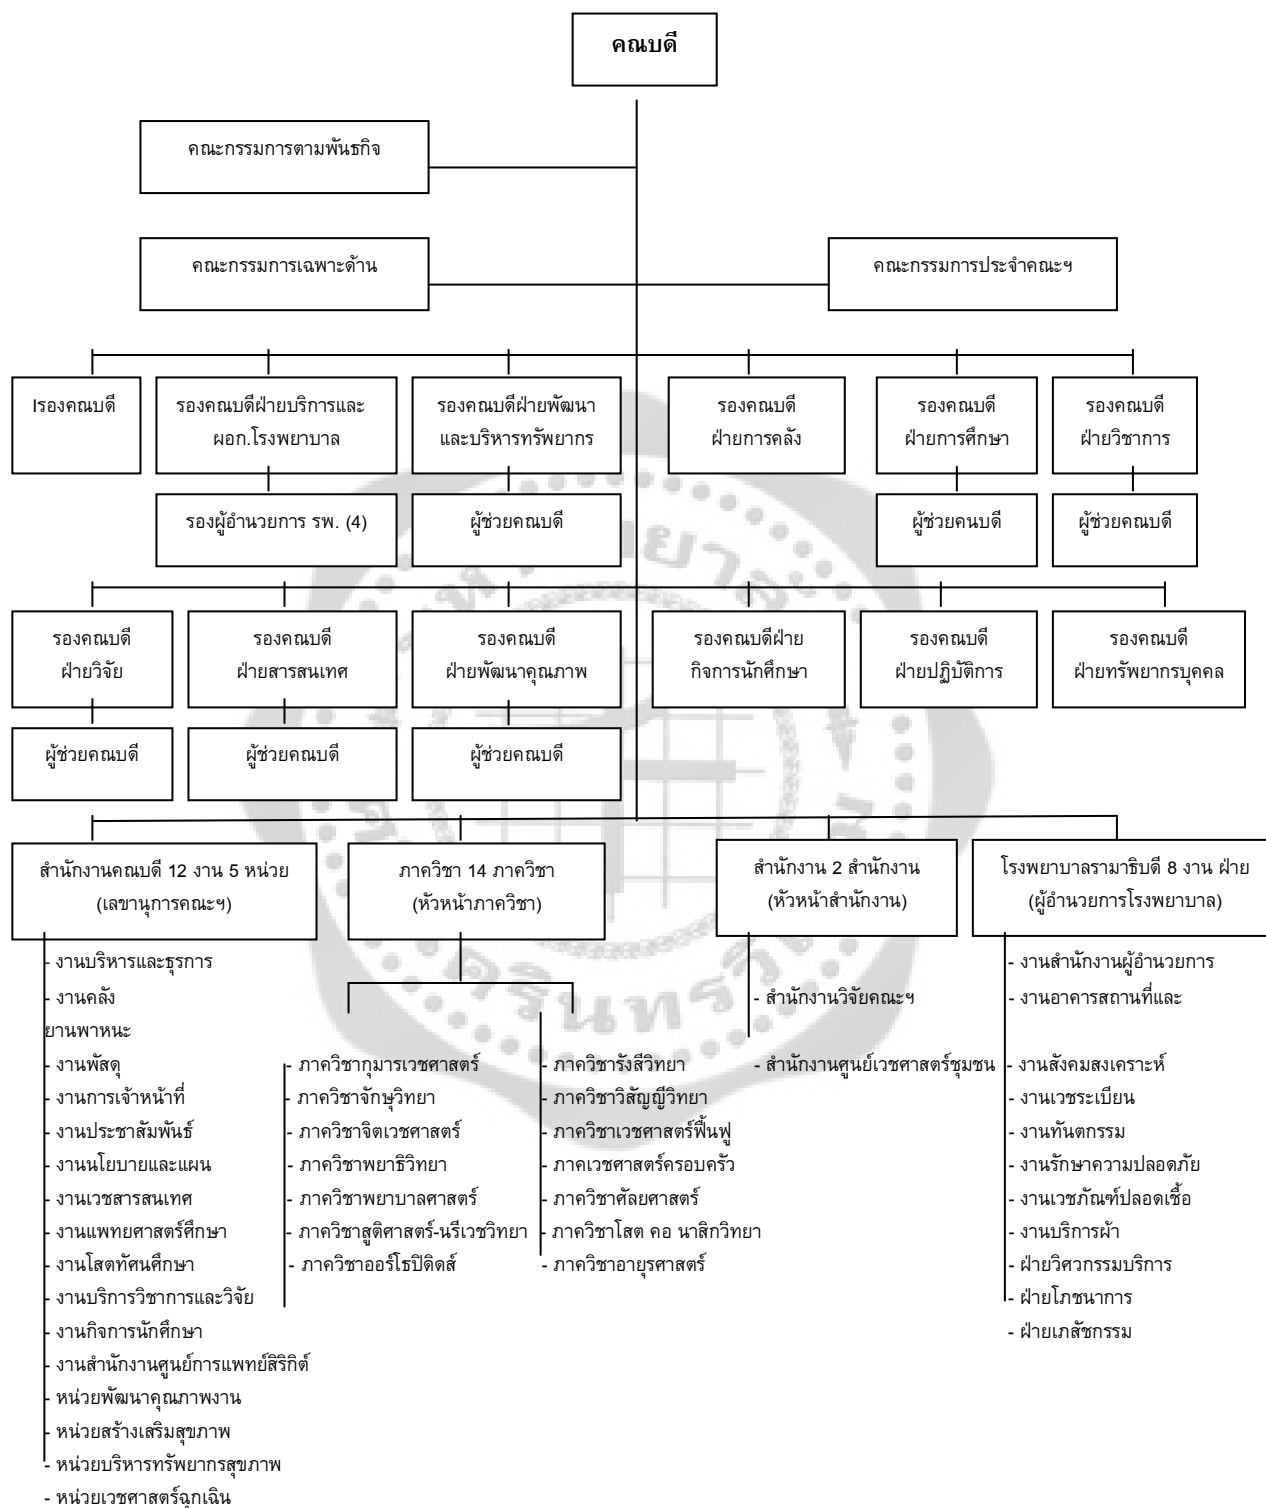 คณบดี
คณะกรรมการตามพันธกิจ
คณะกรรมการเฉพาะด้าน
คณะกรรมการประจำคณะฯ
lรองคณบดี
รองคณบดีฝ่ายบริการและ
ผอก.โรงพยาบาล
รองคณบดีฝ่ายพัฒนา
และบริหารทรัพยากร
รองคณบดี
ฝ่ายการคลัง
รองคณบดี
ฝ่ายการศึกษา
รองคณบดี
ฝ่ายวิชาการ
รองผู้อำนวยการ รพ. (4)
ผู้ช่วยคณบดี
ผู้ช่วยคนบดี
ผู้ช่วยคณบดี
รองคณบดี
ฝ่ายวิจัย
รองคณบดี
ฝ่ายสารสนเทศ
รองคณบดี
ฝ่ายพัฒนาคุณภาพ
รองคณบดีฝ่าย
กิจการนักศึกษา
รองคณบดี
ฝ่ายปฏิบัติการ
รองคณบดี
ฝ่ายทรัพยากรบุคคล
ผู้ช่วยคณบดี
ผู้ช่วยคณบดี
ผู้ช่วยคณบดี
สำนักงานคณบดี 12 งาน 5 หน่วย
(เลขานุการคณะฯ)
ภาควิชา 14 ภาควิชา
(หัวหน้าภาควิชา)
สำนักงาน 2 สำนักงาน
(หัวหน้าสำนักงาน)
โรงพยาบาลรามาธิบดี 8 งาน ฝ่าย
(ผู้อำนวยการโรงพยาบาล)
- งานบริหารและธุรการ
- งานคลัง
ยานพาหนะ
- งานพัสดุ
- งานการเจ้าหน้าที่
- งานประชาสัมพันธ์
- งานนโยบายและแผน
- งานเวชสารสนเทศ
- งานแพทยศาสตร์ศึกษา
- งานโสตทัศนศึกษา
- งานบริการวิชาการและวิจัย
- งานกิจการนักศึกษา
- งานสำนักงานศูนย์การแพทย์สิริกิต์
- หน่วยพัฒนาคุณภาพงาน
- หน่วยสร้างเสริมสุขภาพ
- หน่วยบริหารทรัพยากรสุขภาพ
- หน่วยเวชศาสตร์ฉุกเฉิน
- ภาควิชากุมารเวชศาสตร์
- ภาควิชาจักษุวิทยา
- ภาควิชาจิตเวชศาสตร์
- ภาควิชาพยาธิวิทยา
- ภาควิชาพยาบาลศาสตร์
- ภาควิชาสูติศาสตร์-นรีเวชวิทยา
- ภาควิชาออร์โธปิดิดส์
- ภาควิชารังสีวิทยา
- ภาควิชาวิสัญญีวิทยา
- ภาควิชาเวชศาสตร์ฟื้นฟู
- ภาคเวชศาสตร์ครอบครัว
- ภาควิชาศัลยศาสตร์
- ภาควิชาโสต คอ นาสิกวิทยา
- ภาควิชาอายุรศาสตร์
- สำนักงานวิจัยคณะฯ
- สำนักงานศูนย์เวชศาสตร์ชุมชน
- งานสำนักงานผู้อำนวยการ
- งานอาคารสถานที่และ
- งานสังคมสงเคราะห์
- งานเวชระเบียน
- งานทันตกรรม
- งานรักษาความปลอดภัย
- งานเวชภัณฑ์ปลอดเชื้อ
- งานบริการผ้า
- ฝ่ายวิศวกรรมบริการ
- ฝ่ายโภชนาการ
- ฝ่ายเภสัชกรรม